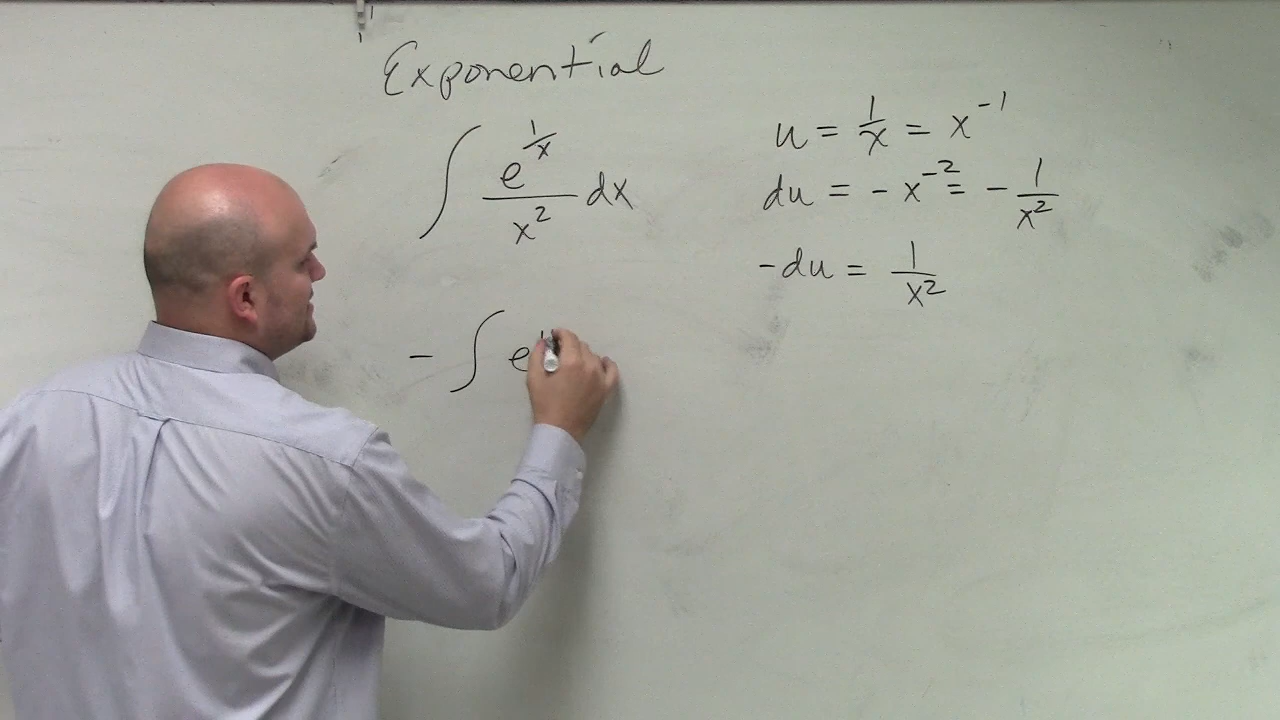 Exponential
∫ e^(1/x) / x² dx
- ∫ e
u = 1/x = x⁻¹
du = - x⁻² = - 1/x²
-du = 1/x²